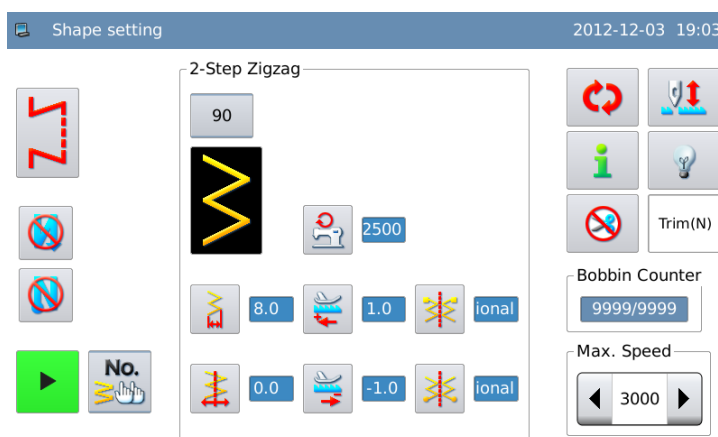 Shape setting
2012-12-03 19:03
2-Step Zigzag
90
2500
8.0
1.0
ional
0.0
-1.0
ional
No.
Trim(N)
Bobbin Counter
9999/9999
Max. Speed
3000